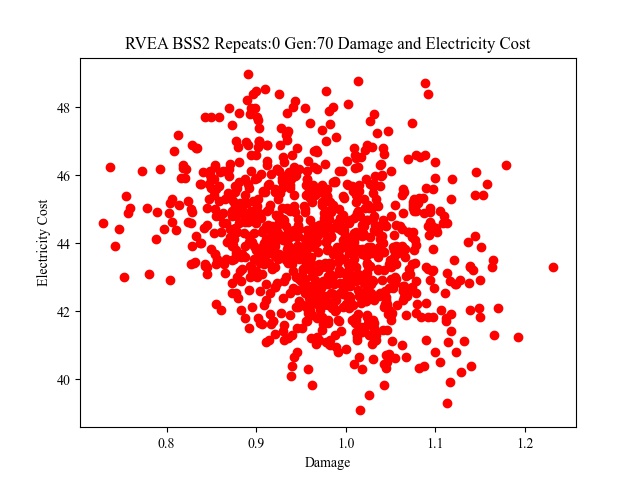 RVEA BSS2 Repeats:0 Gen:70 Damage and Electricity Cost
48
46
44
42
40
Electricity Cost
0.8 0.9 1.0 1.1 1.2
Damage